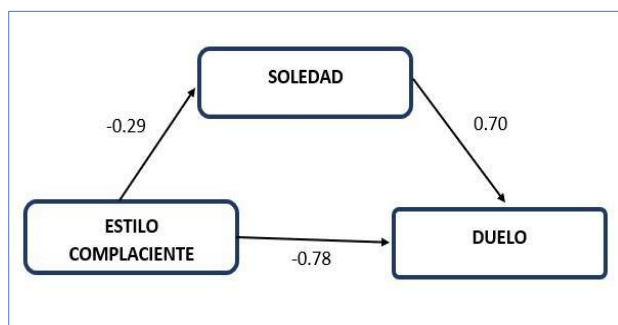 SOLEDAD
-0.29
0.70
ESTILO
COMPLACIENTE
DUELO
-0.78